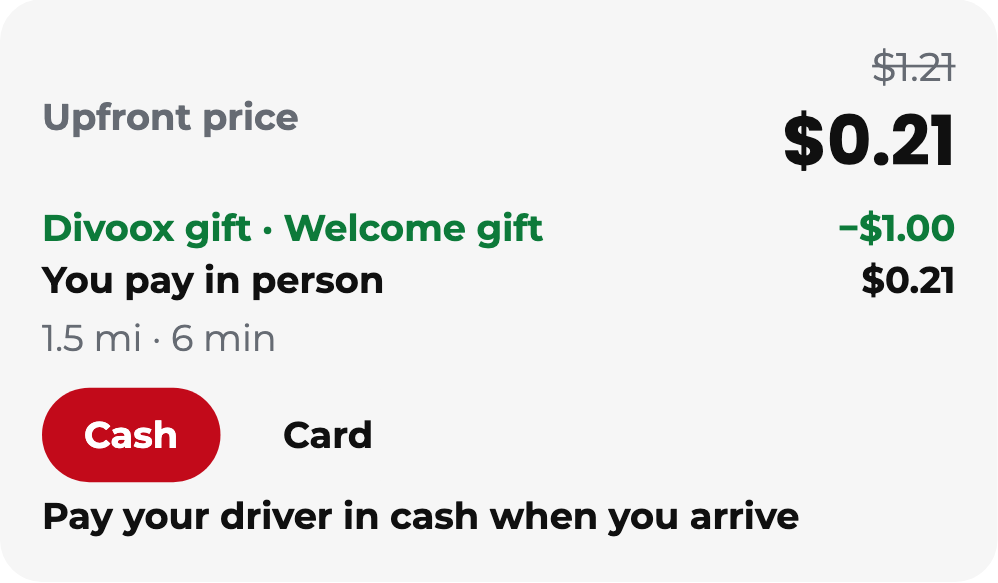 $1.21
Upfront price
$0.21
Divoox gift · Welcome gift −$1.00
You pay in person $0.21
1.5 mi · 6 min
Cash Card
Pay your driver in cash when you arrive